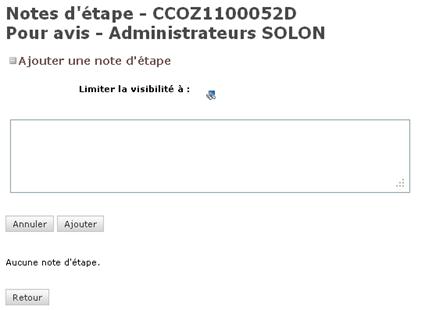 Notes d'étape - CCOZ1100052D
Pour avis - Administrateurs SOLON
Ajouter une note d'étape
Limiter la visibilité à :
Annuler Ajouter
Aucune note d'étape.
Retour